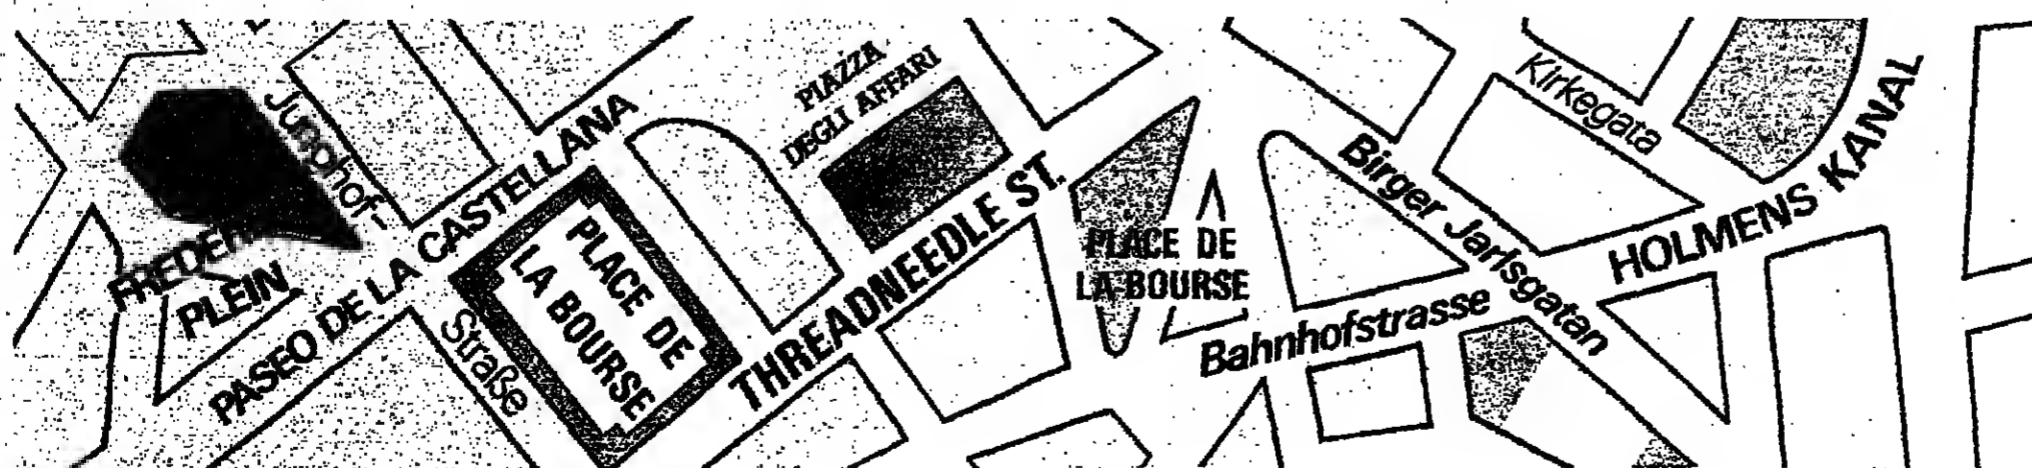 Junghof-
Straße
FREDERIKS
PLEIN
PASEO DE LA CASTELLANA
PLACE DE
LA BOURSE
PIAZZA
DEGLI AFFARI
THREADNEEDLE ST.
PLACE DE
LA BOURSE
Bahnhofstrasse
Birger Jarlsgatan
Kirkegata
HOLMENS KANAL